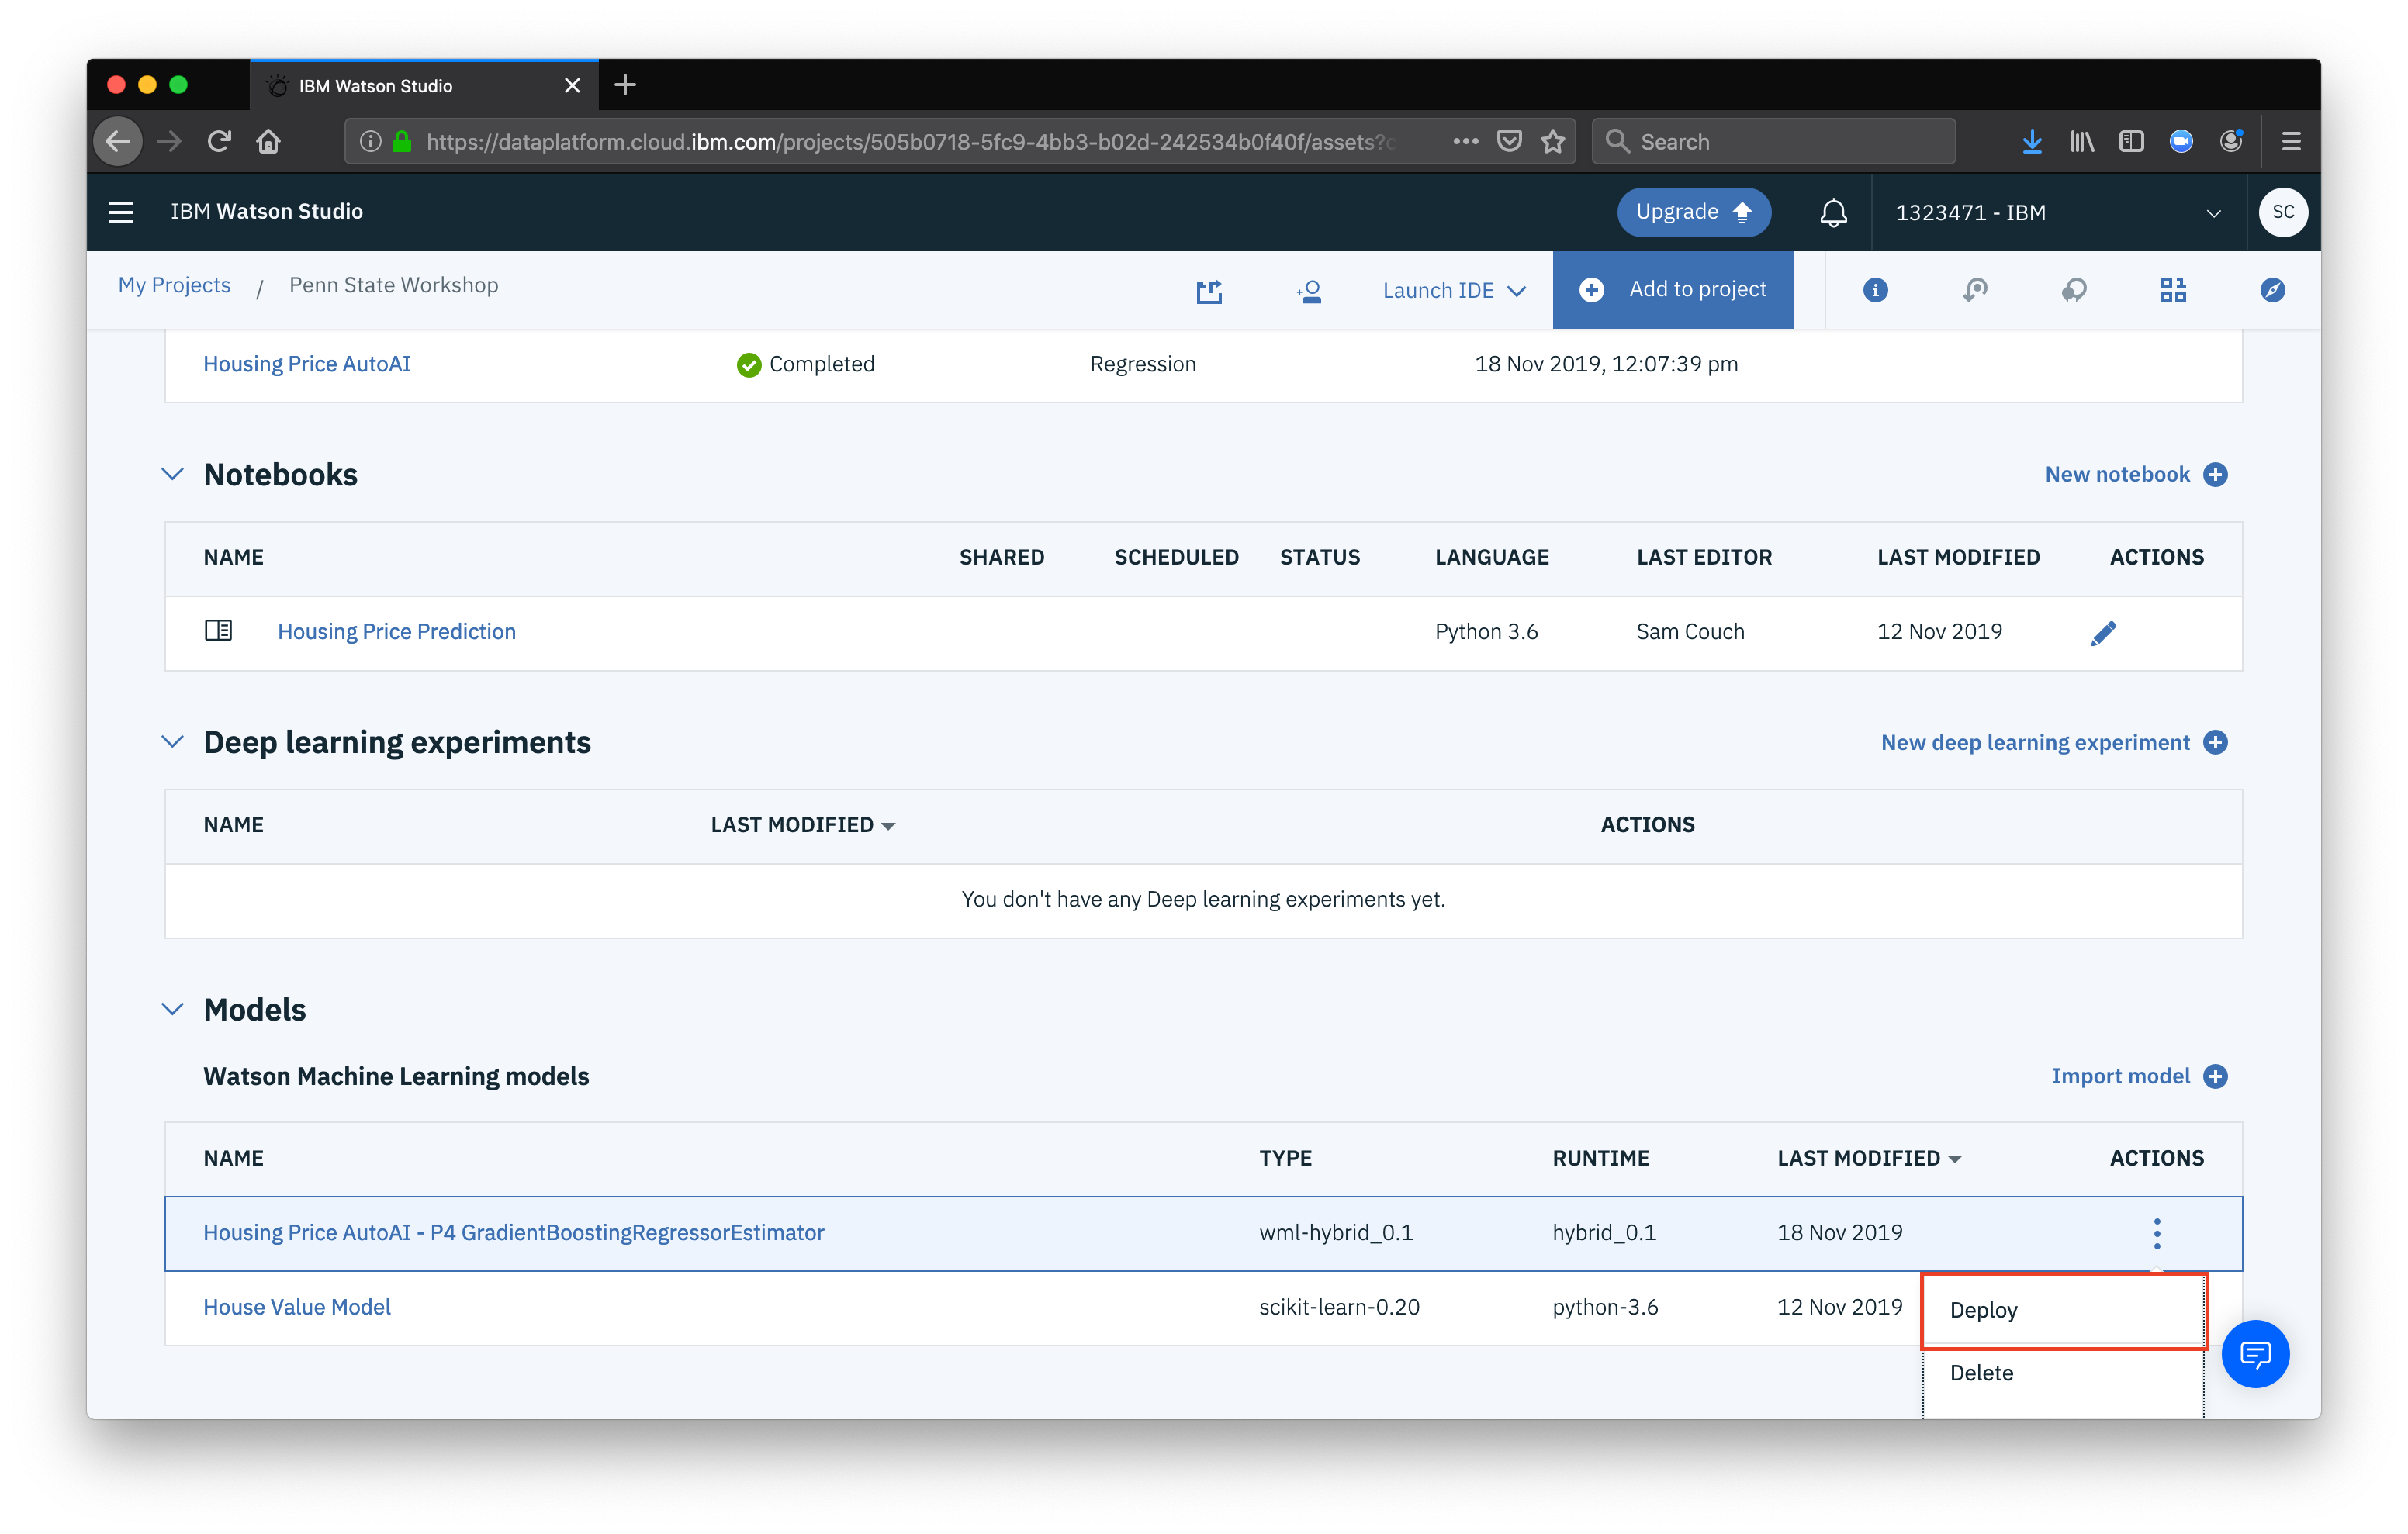 IBM Watson Studio
https://dataplatform.cloud.ibm.com/projects/505b0718-5fc9-4bb3-b02d-242534b0f40f/assets?
Search
IBM Watson Studio
Upgrade
1323471 - IBM
SC
My Projects / Penn State Workshop
Launch IDE
Add to project
Housing Price AutoAI Completed Regression 18 Nov 2019, 12:07:39 pm
Notebooks
New notebook
NAME SHARED SCHEDULED STATUS LANGUAGE LAST EDITOR LAST MODIFIED ACTIONS
Housing Price Prediction Python 3.6 Sam Couch 12 Nov 2019
Deep learning experiments
New deep learning experiment
NAME LAST MODIFIED ACTIONS
You don't have any Deep learning experiments yet.
Models
Watson Machine Learning models
Import model
NAME TYPE RUNTIME LAST MODIFIED ACTIONS
Housing Price AutoAI - P4 GradientBoostingRegressorEstimator wml-hybrid_0.1 hybrid_0.1 18 Nov 2019
House Value Model scikit-learn-0.20 python-3.6 12 Nov 2019
Deploy
Delete